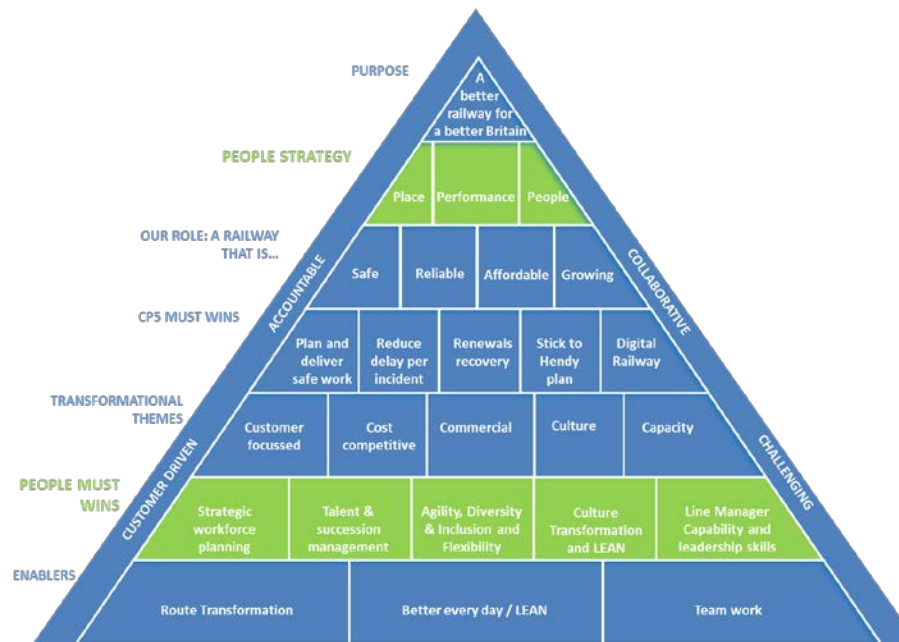 PURPOSE
A
better
railway for
a better Britain
PEOPLE STRATEGY
Place
Performance
People
OUR ROLE: A RAILWAY
THAT IS...
Safe
Reliable
Affordable
Growing
CP5 MUST WINS
Plan and
deliver
safe work
Reduce
delay per
incident
Renewals
recovery
Stick to
Hendy
plan
Digital
Railway
TRANSFORMATIONAL
THEMES
Customer
focussed
Cost
competitive
Commercial
Culture
Capacity
PEOPLE MUST
WINS
Strategic
workforce
planning
Talent &
succession
management
Agility, Diversity
& Inclusion and
Flexibility
Culture
Transformation
and LEAN
Line Manager
Capability and
leadership skills
ENABLERS
Route Transformation
Better every day / LEAN
Team work
CUSTOMER DRIVEN
ACCOUNTABLE
COLLABORATIVE
CHALLENGING